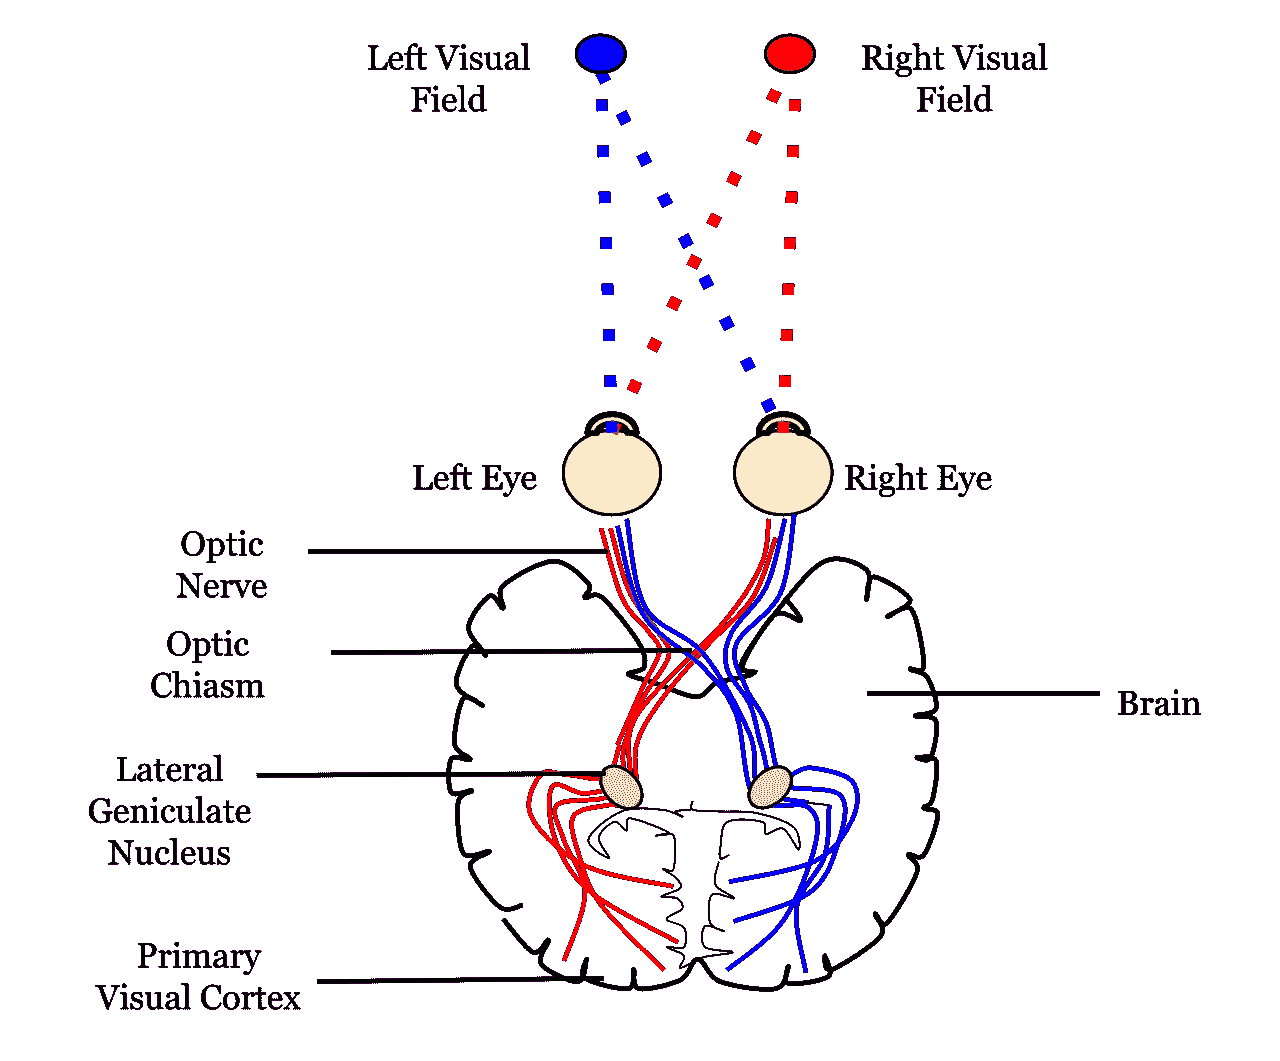 Left Visual
Field
Right Visual
Field
Left Eye
Right Eye
Optic
Nerve
Optic
Chiasm
Brain
Lateral
Geniculate
Nucleus
Primary
Visual Cortex